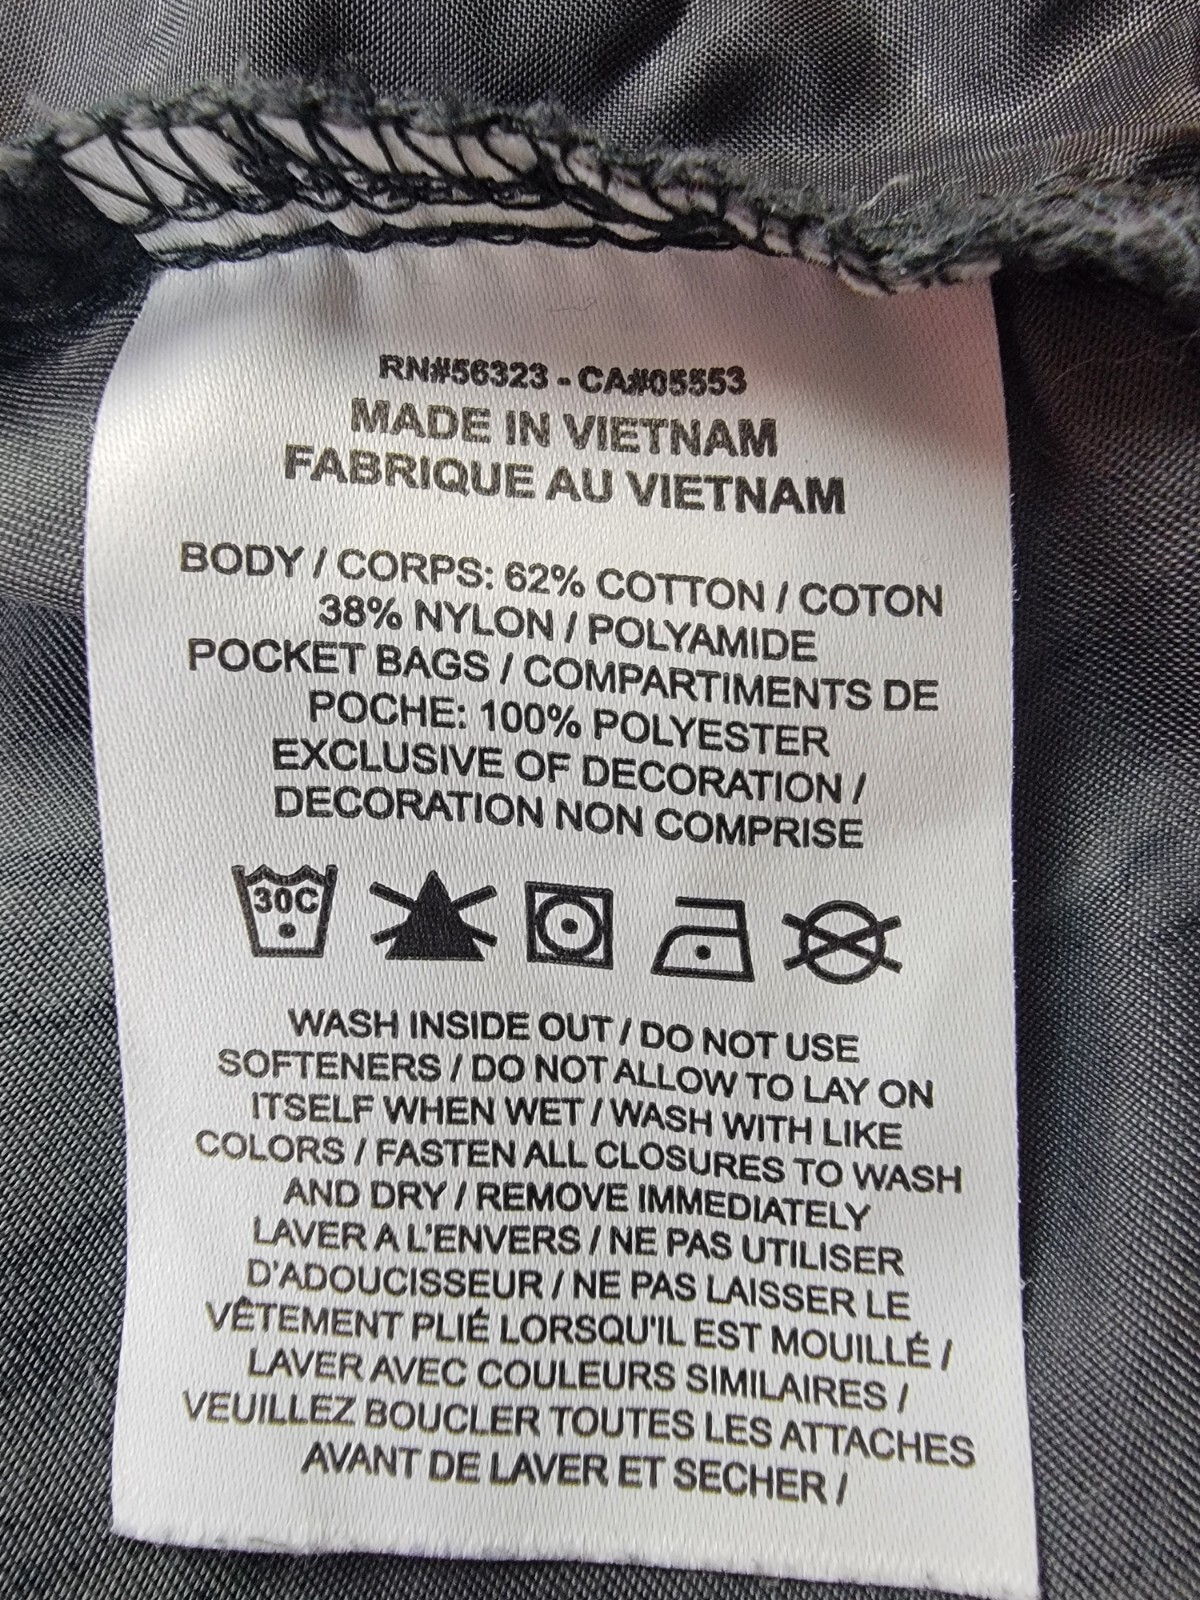 RN#56323 - CA#05553
MADE IN VIETNAM
FABRIQUE AU VIETNAM
BODY / CORPS: 62% COTTON / COTON
38% NYLON / POLYAMIDE
POCKET BAGS / COMPARTIMENTS DE
POCHE: 100% POLYESTER
EXCLUSIVE OF DECORATION /
DECORATION NON COMPRISE
30C
WASH INSIDE OUT / DO NOT USE
SOFTENERS / DO NOT ALLOW TO LAY ON
ITSELF WHEN WET / WASH WITH LIKE
COLORS / FASTEN ALL CLOSURES TO WASH
AND DRY / REMOVE IMMEDIATELY
LAVER A L'ENVERS / NE PAS UTILISER
D'ADOUCISSEUR / NE PAS LAISSER LE
VÊTEMENT PLIÉ LORSQU'IL EST MOUILLÉ /
LAVER AVEC COULEURS SIMILAIRES /
VEUILLEZ BOUCLER TOUTES LES ATTACHES
AVANT DE LAVER ET SECHER /